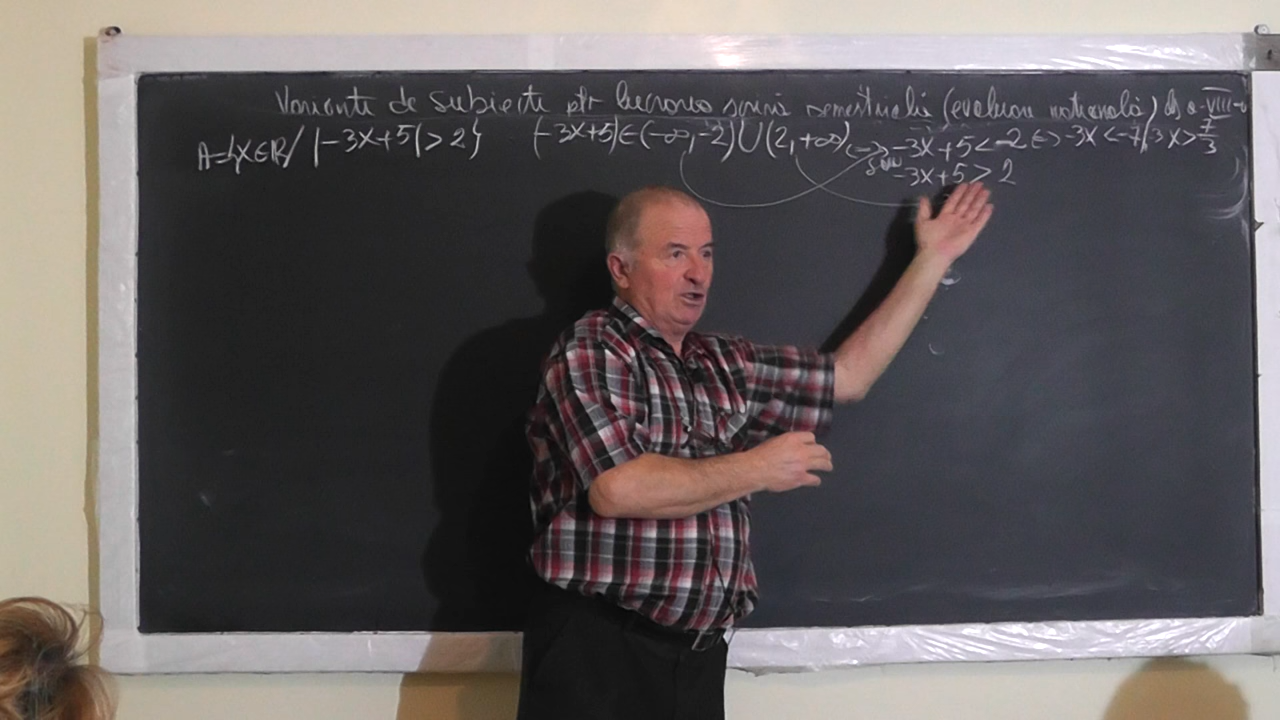 Variante de subiecte ptr lucrarea scrisă semestrială (evaluare națională) cls a-VIII-a
A={x∈ℝ/ |-3x+5|>2} (-3x+5)∈(-∞,-2)∪(2,+∞) <=> -3x+5<-2 <=> -3x<-7 x>7/3
sau -3x+5>2